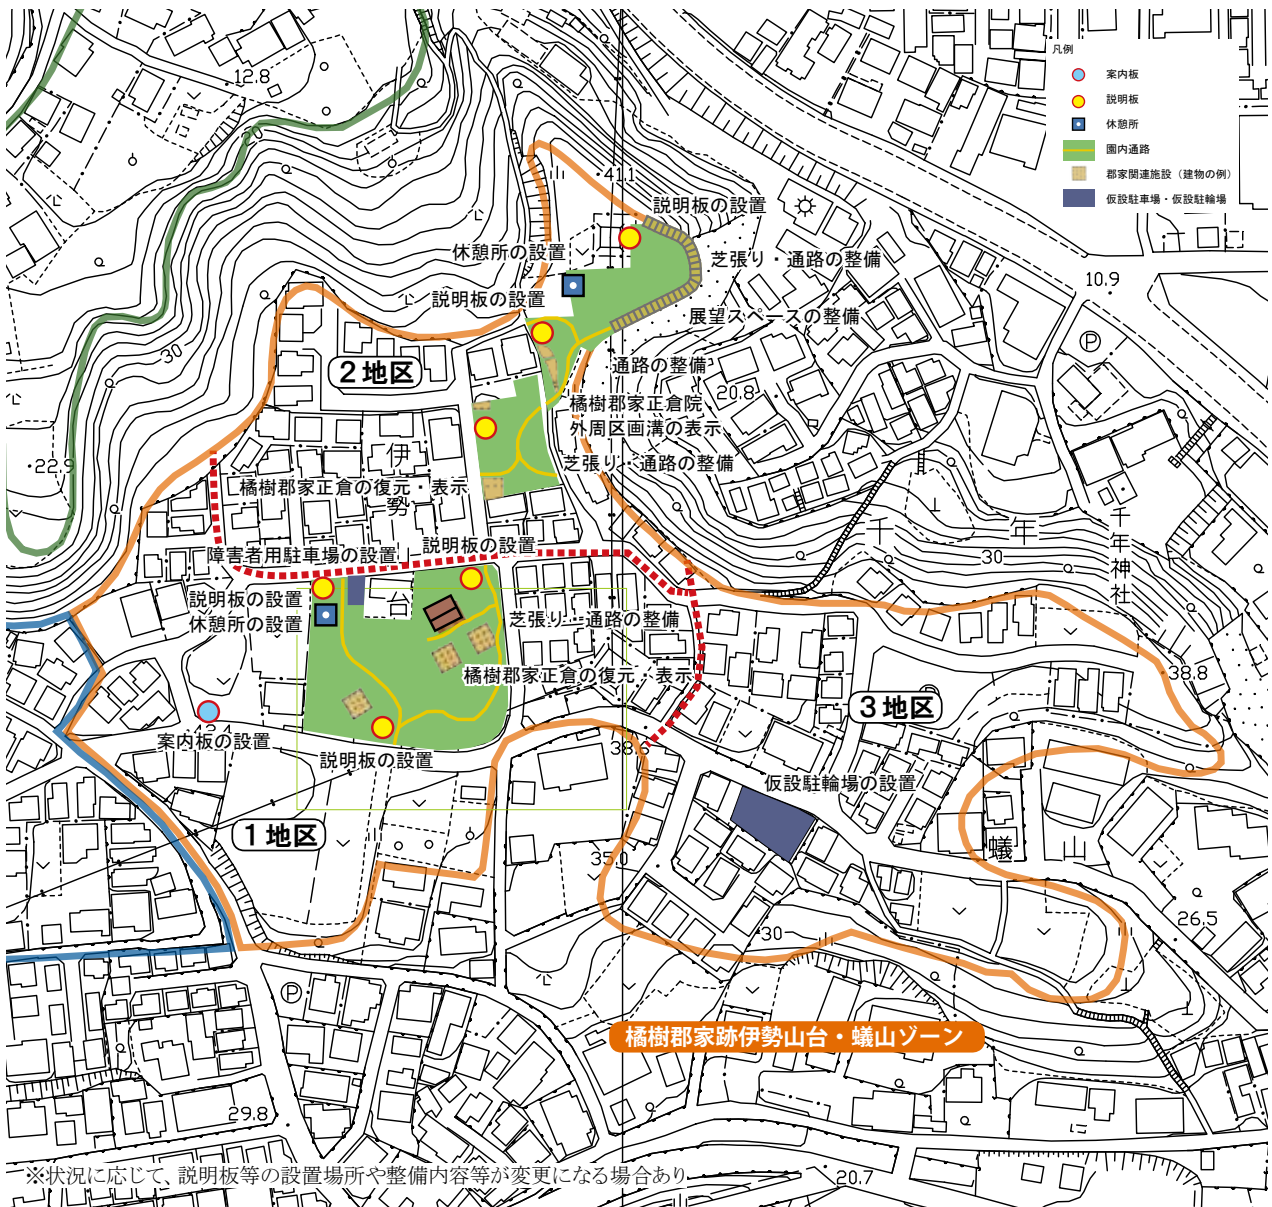 凡例
案内板
説明板
休憩所
園内通路
郡家関連施設（建物の例）
仮設駐車場・仮設駐輪場
12.8
20
41.1
説明板の設置
休憩所の設置
芝張り・通路の整備
説明板の設置
展望スペースの整備
10.9
P
30
2地区
通路の整備
20.8
橘樹郡家正倉院
外周区画溝の表示
芝張り・通路の整備
22.9
伊
勢
台
橘樹郡家正倉の復元・表示
千
年
千年神社
30
障害者用駐車場の設置
説明板の設置
説明板の設置
休憩所の設置
芝張り・通路の整備
橘樹郡家正倉の復元・表示
38.8
3地区
案内板の設置
説明板の設置
38.6
仮設駐輪場の設置
1地区
35.0
蟻
山
30
26.5
P
橘樹郡家跡伊勢山台・蟻山ゾーン
29.8
※状況に応じて、説明板等の設置場所や整備内容等が変更になる場合あり
20.7